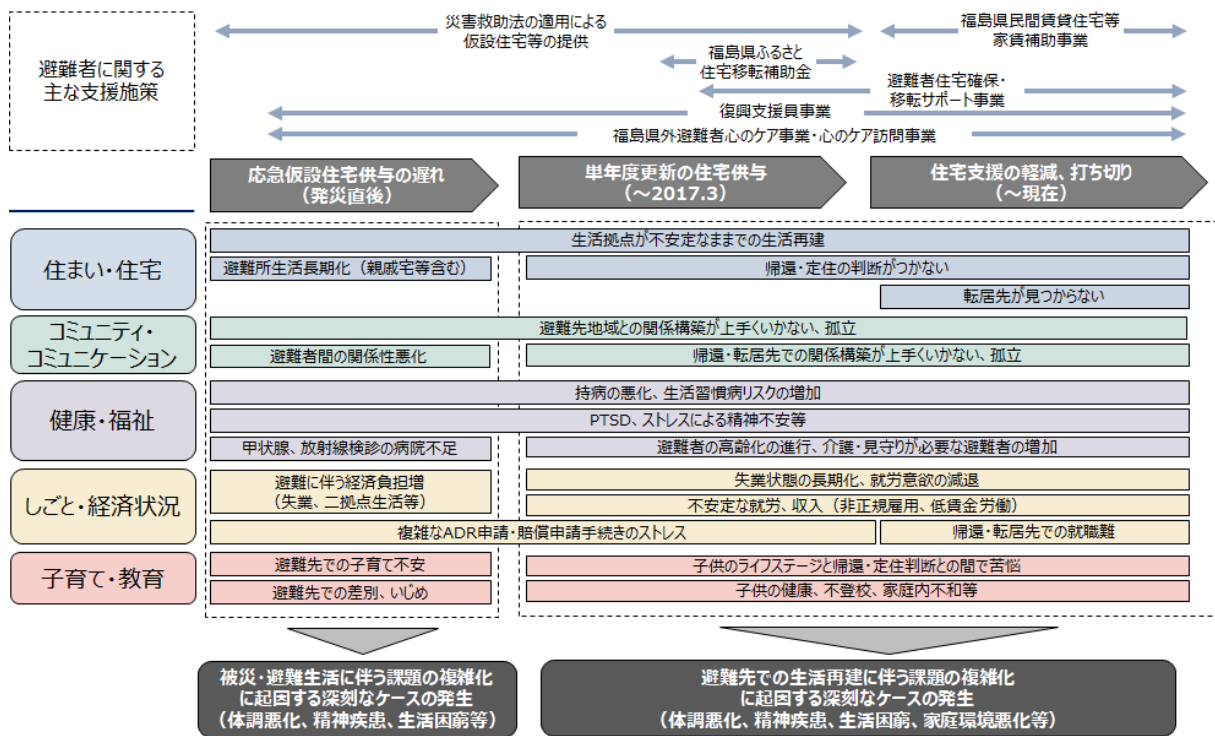 避難者に関する
主な支援施策
災害救助法の適用による
仮設住宅等の提供
福島県民間賃貸住宅等
家賃補助事業
福島県ふるさと
住宅移転補助金
避難者住宅確保・
移転サポート事業
復興支援員事業
福島県外避難者心のケア事業・心のケア訪問事業
応急仮設住宅供与の遅れ
（発災直後）
単年度更新の住宅供与
（～2017.3）
住宅支援の軽減、打ち切り
（～現在）
住まい・住宅
生活拠点が不安定なままでの生活再建
避難所生活長期化（親戚宅等含む）
帰還・定住の判断がつかない
転居先が見つからない
コミュニティ・
コミュニケーション
避難先地域との関係構築が上手くいかない、孤立
避難者間の関係性悪化
帰還・転居先での関係構築が上手くいかない、孤立
健康・福祉
持病の悪化、生活習慣病リスクの増加
PTSD、ストレスによる精神不安等
甲状腺、放射線検診の病院不足
避難者の高齢化の進行、介護・見守りが必要な避難者の増加
しごと・経済状況
避難に伴う経済負担増
（失業、二拠点生活等）
失業状態の長期化、就労意欲の減退
不安定な就労、収入（非正規雇用、低賃金労働）
複雑なADR申請・賠償申請手続きのストレス
帰還・転居先での就職難
子育て・教育
避難先での子育て不安
子供のライフステージと帰還・定住判断との間で苦悩
避難先での差別、いじめ
子供の健康、不登校、家庭内不和等
被災・避難生活に伴う課題の複雑化
に起因する深刻なケースの発生
（体調悪化、精神疾患、生活困窮等）
避難先での生活再建に伴う課題の複雑化
に起因する深刻なケースの発生
（体調悪化、精神疾患、生活困窮、家庭環境悪化等）